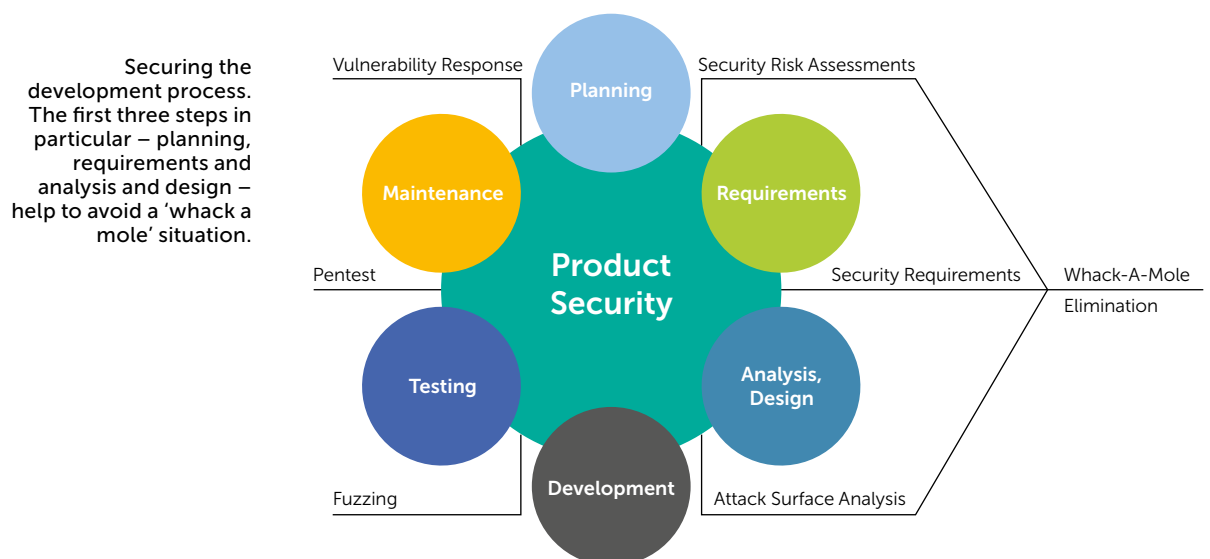 Securing the
development process.
The first three steps in
particular – planning,
requirements and
analysis and design –
help to avoid a ‘whack a
mole’ situation.
Vulnerability Response
Planning
Security Risk Assessments
Maintenance
Requirements
Pentest
Product
Security
Security Requirements
Whack-A-Mole
Elimination
Testing
Analysis,
Design
Fuzzing
Development
Attack Surface Analysis